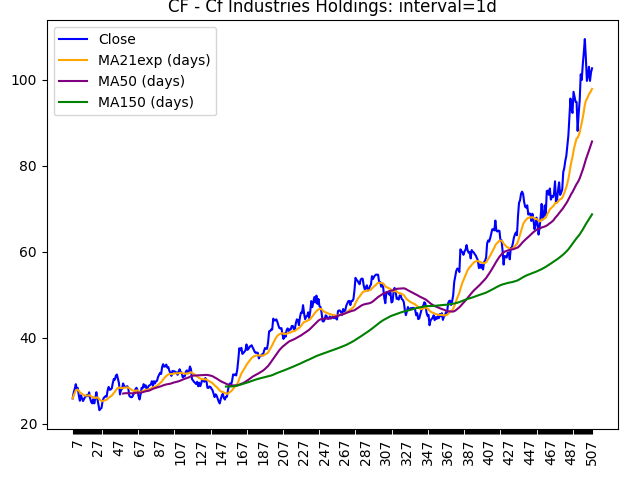 CF - Cf Industries Holdings: interval=1d
Close
MA21exp (days)
MA50 (days)
MA150 (days)
100
80
60
40
20
7 27 47 67 87 107 127 147 167 187 207 227 247 267 287 307 327 347 367 387 407 427 447 467 487 507